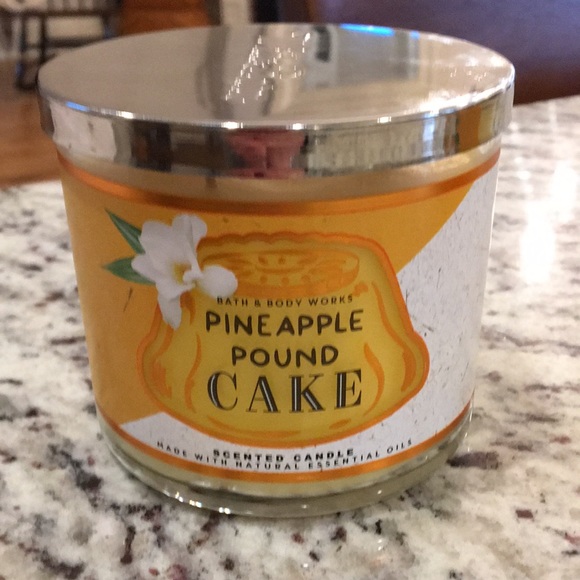 BATH & BODY WORKS
PINEAPPLE
POUND
CAKE
SCENTED CANDLE
MADE WITH NATURAL ESSENTIAL OILS